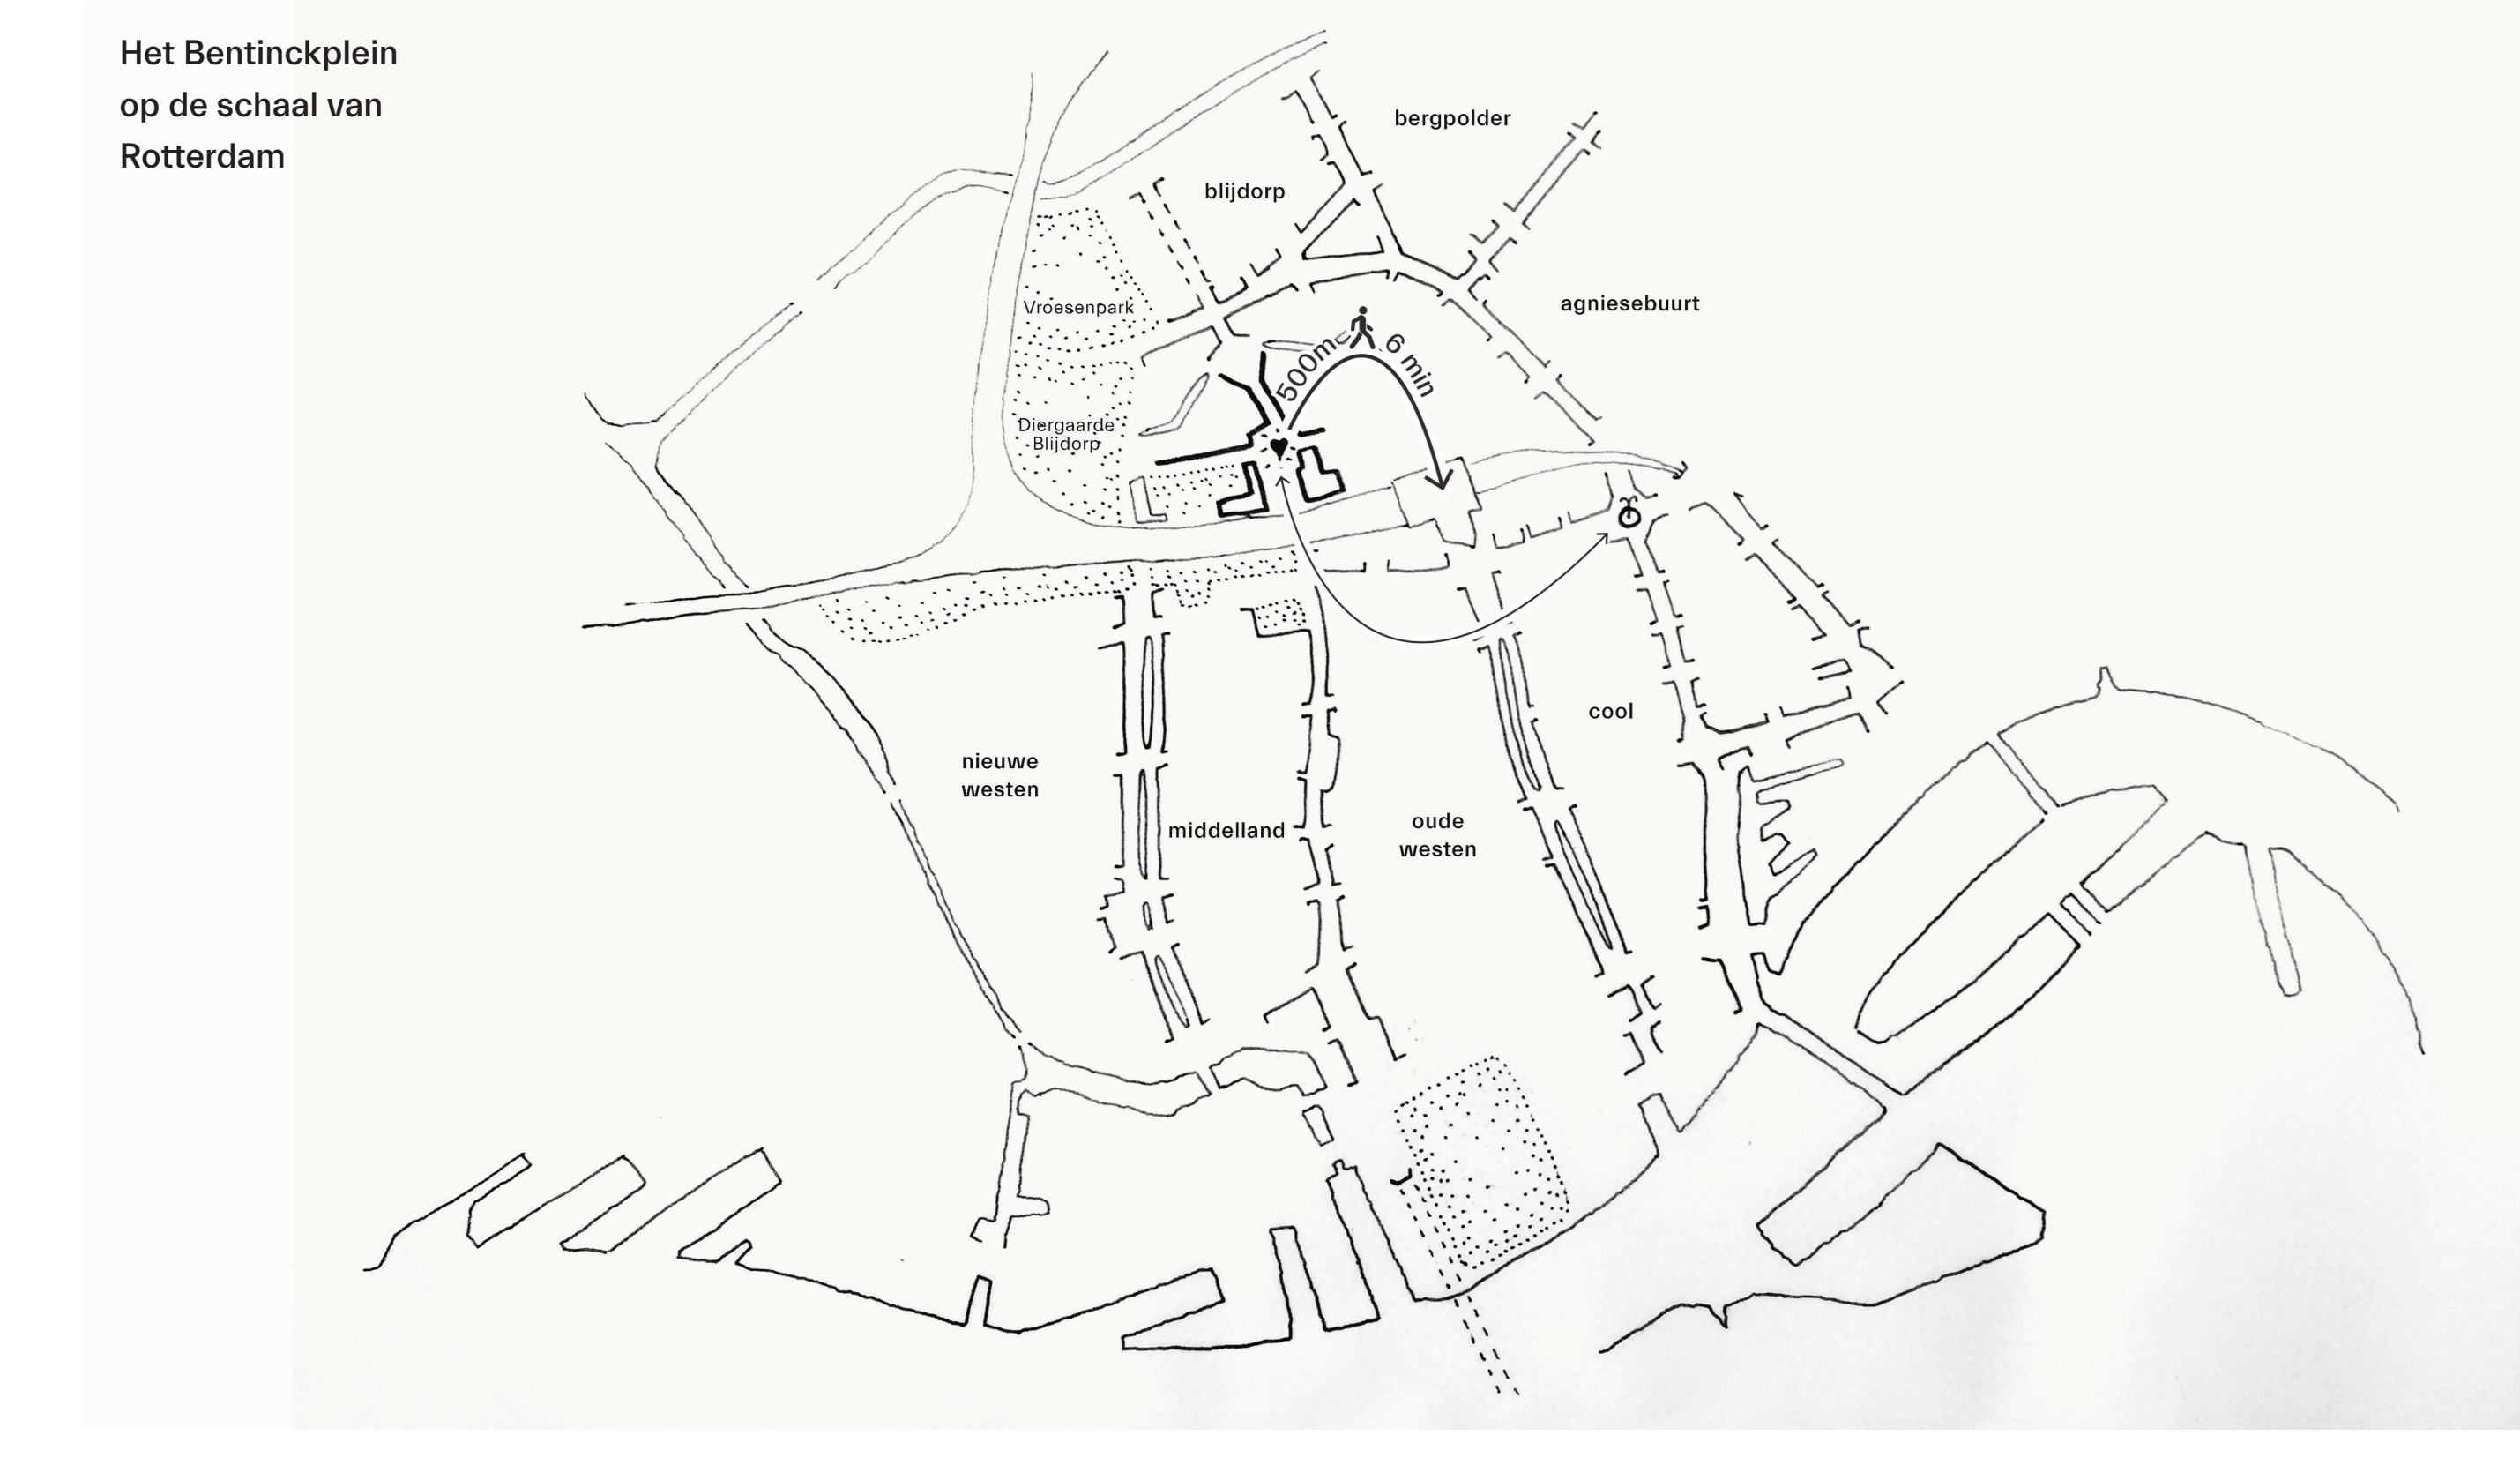 Het Bentinckplein
op de schaal van
Rotterdam
bergpolder
blijdorp
agniesebuurt
Vroesenpark
500m
6 min
Diergaarde
Blijdorp
cool
nieuwe
westen
middelland
oude
westen